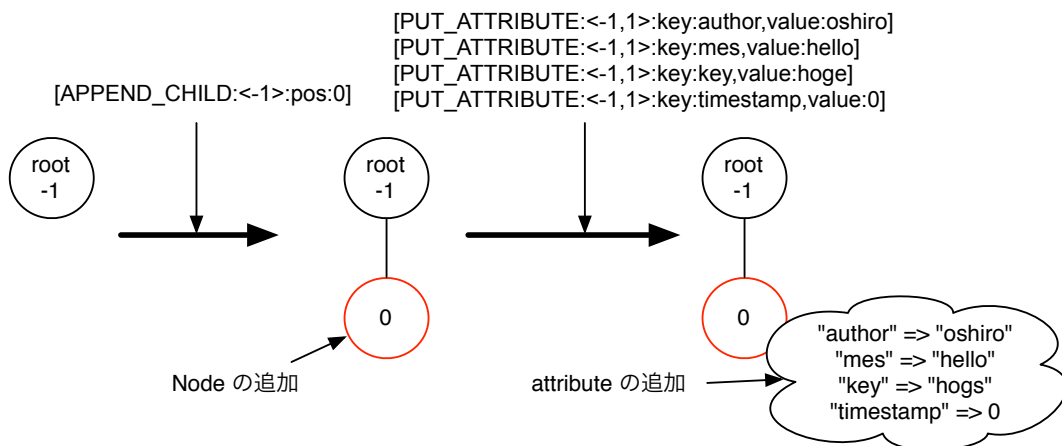 [PUT_ATTRIBUTE:<-1,1>:key:author,value:oshiro]
[PUT_ATTRIBUTE:<-1,1>:key:mes,value:hello]
[PUT_ATTRIBUTE:<-1,1>:key:key,value:hoge]
[PUT_ATTRIBUTE:<-1,1>:key:timestamp,value:0]
[APPEND_CHILD:<-1>:pos:0]
root
-1
root
-1
root
-1
0
0
Node の追加
attribute の追加
"author" => "oshiro"
"mes" => "hello"
"key" => "hogs"
"timestamp" => 0